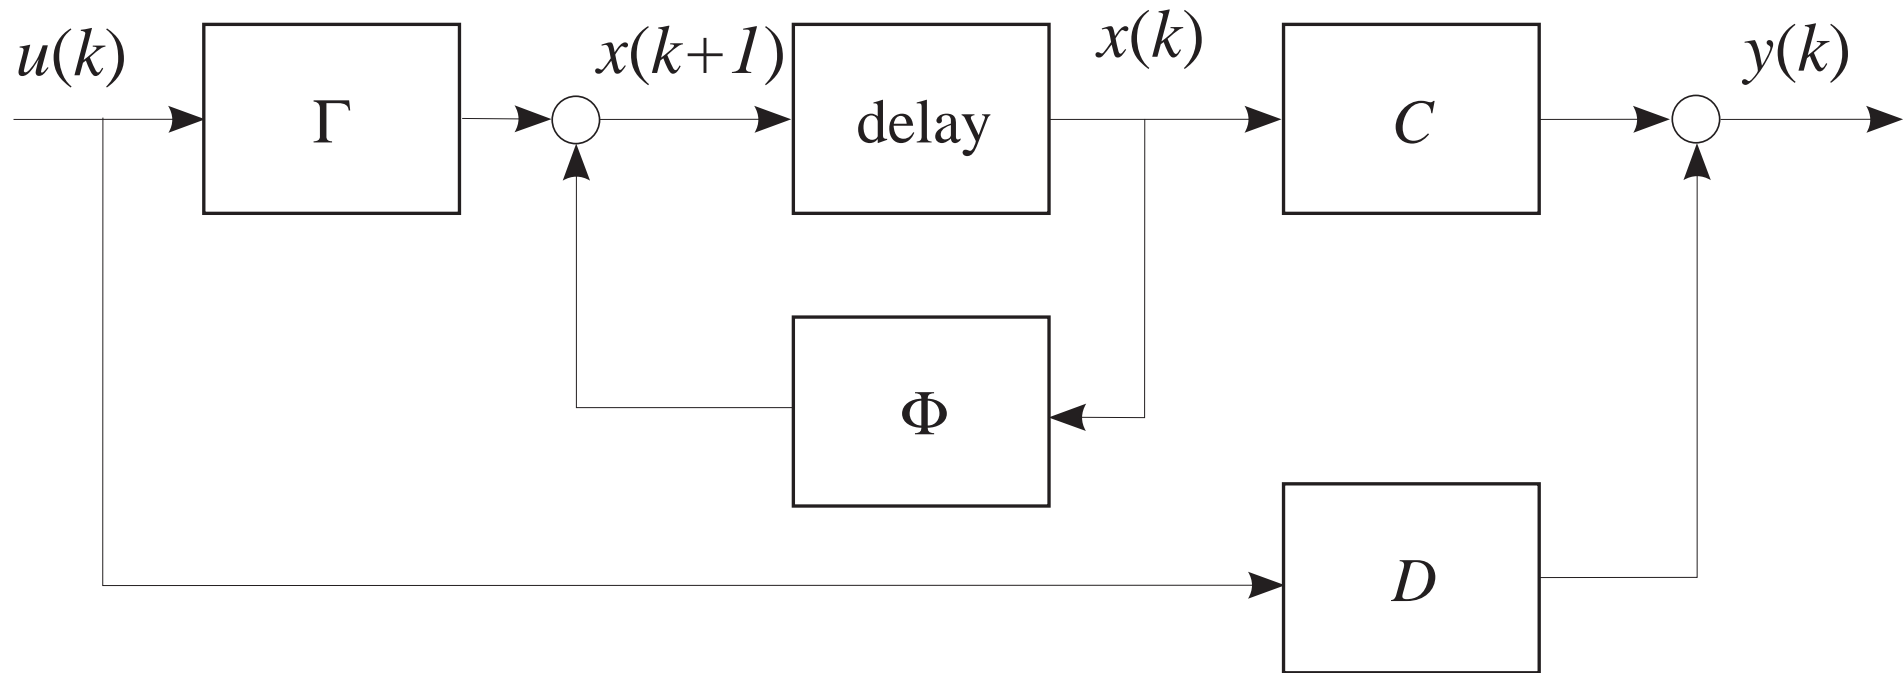 u(k)
Γ
x(k+1)
delay
x(k)
C
y(k)
Φ
D